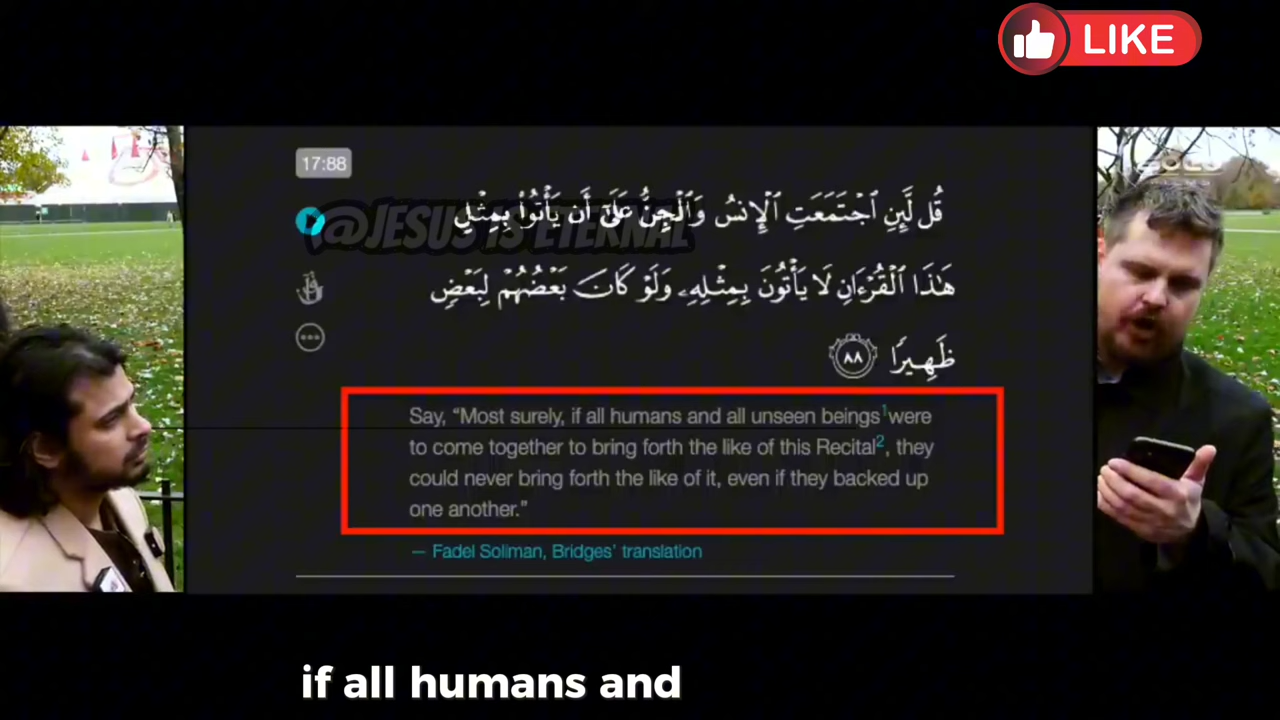 LIKE
17:88
قُل لَّئِنِ ٱجْتَمَعَتِ ٱلْإِنسُ وَٱلْجِنُّ عَلَىٰٓ أَن يَأْتُوا۟ بِمِثْلِ
@JESUS IS ETERNAL
هَـٰذَا ٱلْقُرْءَانِ لَا يَأْتُونَ بِمِثْلِهِۦ وَلَوْ كَانَ بَعْضُهُمْ لِبَعْضٍ
ظَهِيرًا ٨٨
Say, “Most surely, if all humans and all unseen beings¹were
to come together to bring forth the like of this Recital², they
could never bring forth the like of it, even if they backed up
one another.”
— Fadel Soliman, Bridges’ translation
if all humans and